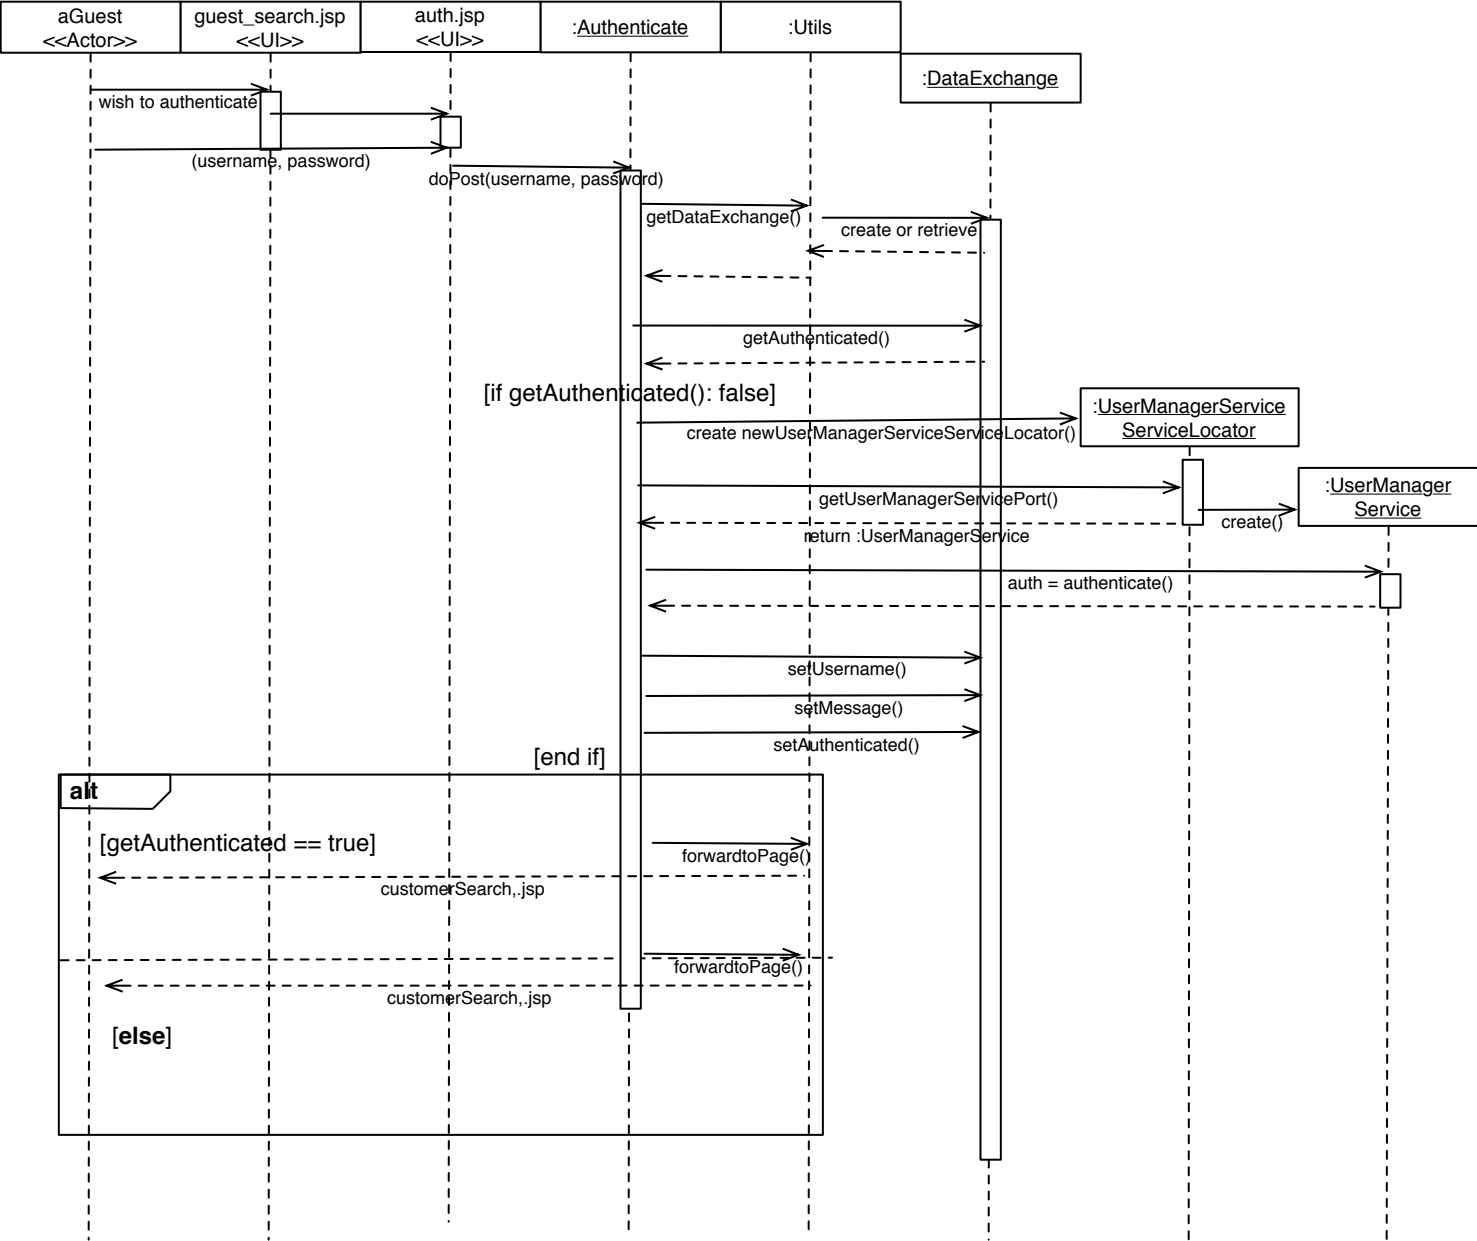 aGuest
<<Actor>>
guest_search.jsp
<<UI>>
auth.jsp
<<UI>>
:Authenticate
:Utils
:DataExchange
wish to authenticate
(username, password)
doPost(username, password)
getDataExchange()
create or retrieve
getAuthenticated()
[if getAuthenticated(): false]
:UserManagerService
ServiceLocator
create newUserManagerServiceServiceLocator()
:UserManager
Service
getUserManagerServicePort()
create()
return :UserManagerService
auth = authenticate()
setUsername()
setMessage()
setAuthenticated()
[end if]
alt
[getAuthenticated == true]
forwardtoPage()
customerSearch,.jsp
forwardtoPage()
customerSearch,.jsp
[else]